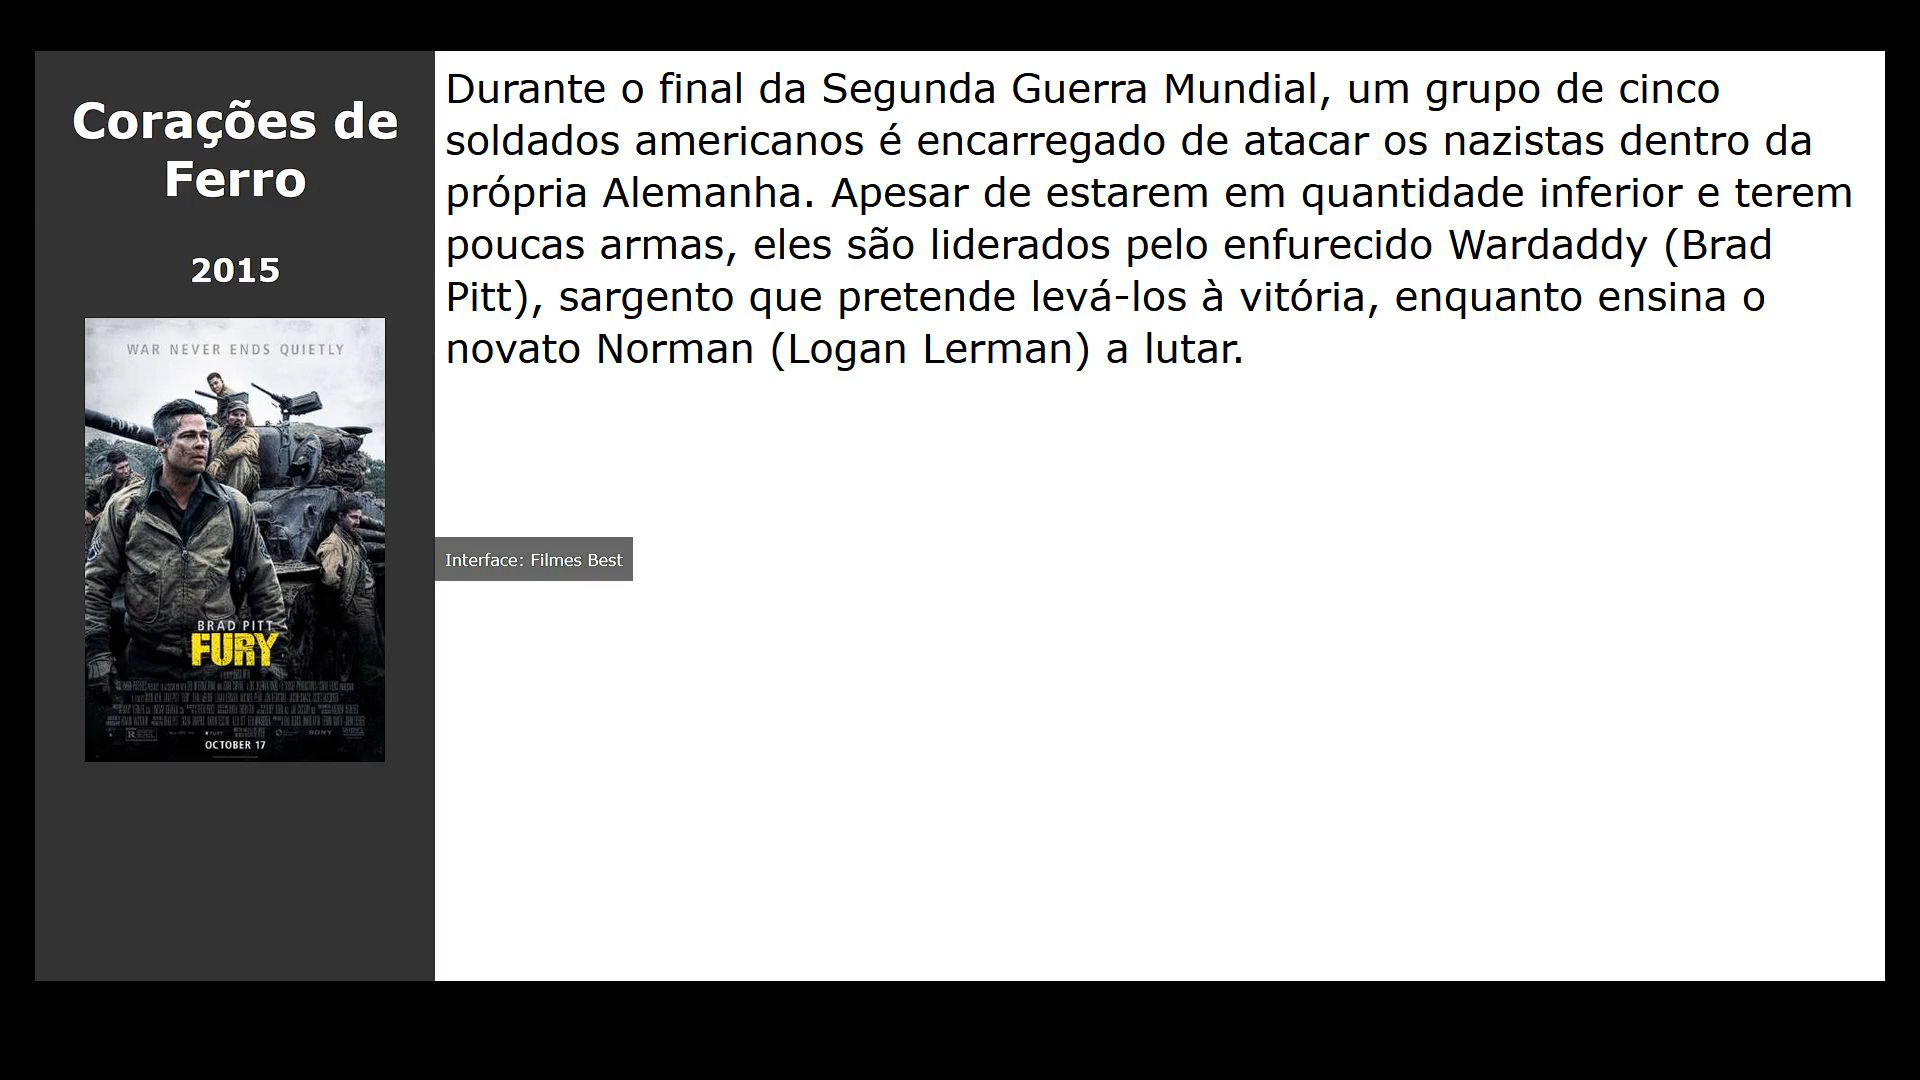 Corações de
Ferro
2015
WAR NEVER ENDS QUIETLY
FURY
BRAD PITT
FURY
OCTOBER 17
Durante o final da Segunda Guerra Mundial, um grupo de cinco
soldados americanos é encarregado de atacar os nazistas dentro da
própria Alemanha. Apesar de estarem em quantidade inferior e terem
poucas armas, eles são liderados pelo enfurecido Wardaddy (Brad
Pitt), sargento que pretende levá-los à vitória, enquanto ensina o
novato Norman (Logan Lerman) a lutar.
Interface: Filmes Best